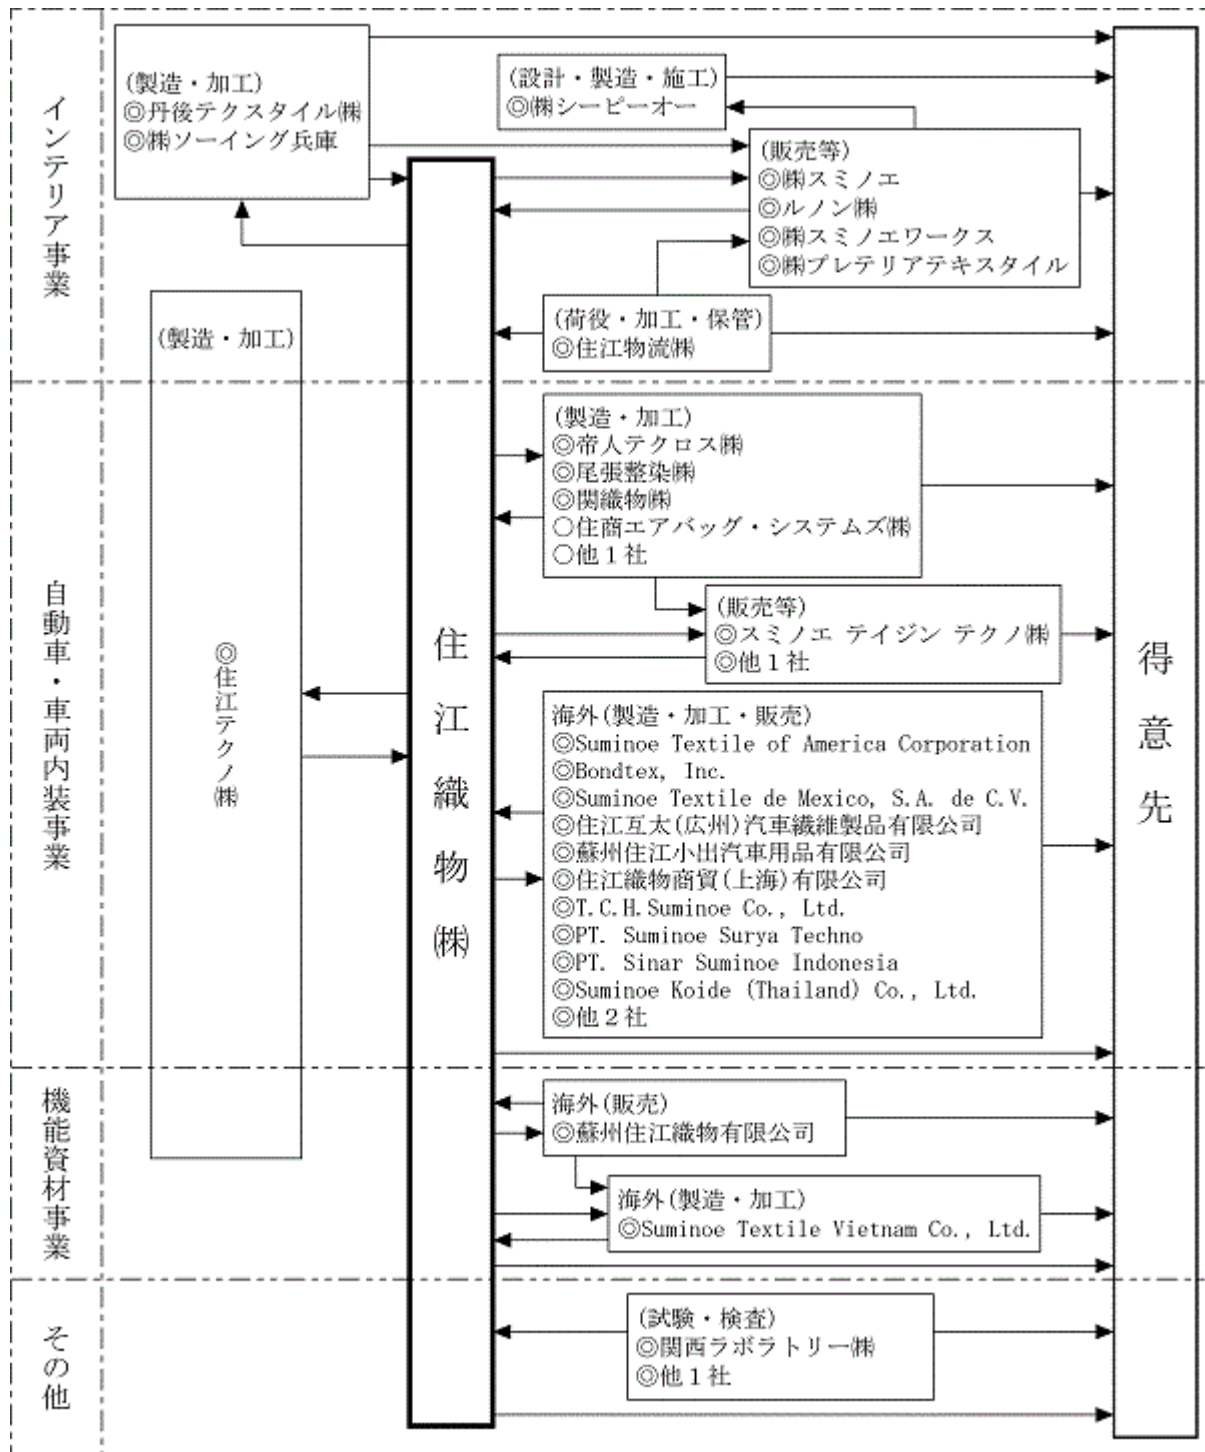 インテリア事業
(製造・加工)
◎丹後テクスタイル㈱
◎㈱ソーイング兵庫
(設計・製造・施工)
◎㈱シーピーオー
(販売等)
◎㈱スミノエ
◎ルノン㈱
◎㈱スミノエワークス
◎㈱プレテリアテキスタイル
(荷役・加工・保管)
◎住江物流㈱
(製造・加工)
◎住江テクノ㈱
住江織物㈱
得意先
自動車・車両内装事業
(製造・加工)
◎帝人テクロス㈱
◎尾張整染㈱
◎関織物㈱
○住商エアバッグ・システムズ㈱
○他１社
(販売等)
◎スミノエ テイジン テクノ㈱
◎他１社
海外(製造・加工・販売)
◎Suminoe Textile of America Corporation
◎Bondtex, Inc.
◎Suminoe Textile de Mexico, S.A. de C.V.
◎住江互太(広州)汽車繊維製品有限公司
◎蘇州住江小出汽車用品有限公司
◎住江織物商貿(上海)有限公司
◎T.C.H.Suminoe Co., Ltd.
◎PT. Suminoe Surya Techno
◎PT. Sinar Suminoe Indonesia
◎Suminoe Koide (Thailand) Co., Ltd.
◎他２社
機能資材事業
海外(販売)
◎蘇州住江織物有限公司
海外(製造・加工)
◎Suminoe Textile Vietnam Co., Ltd.
その他
(試験・検査)
◎関西ラボラトリー㈱
◎他１社